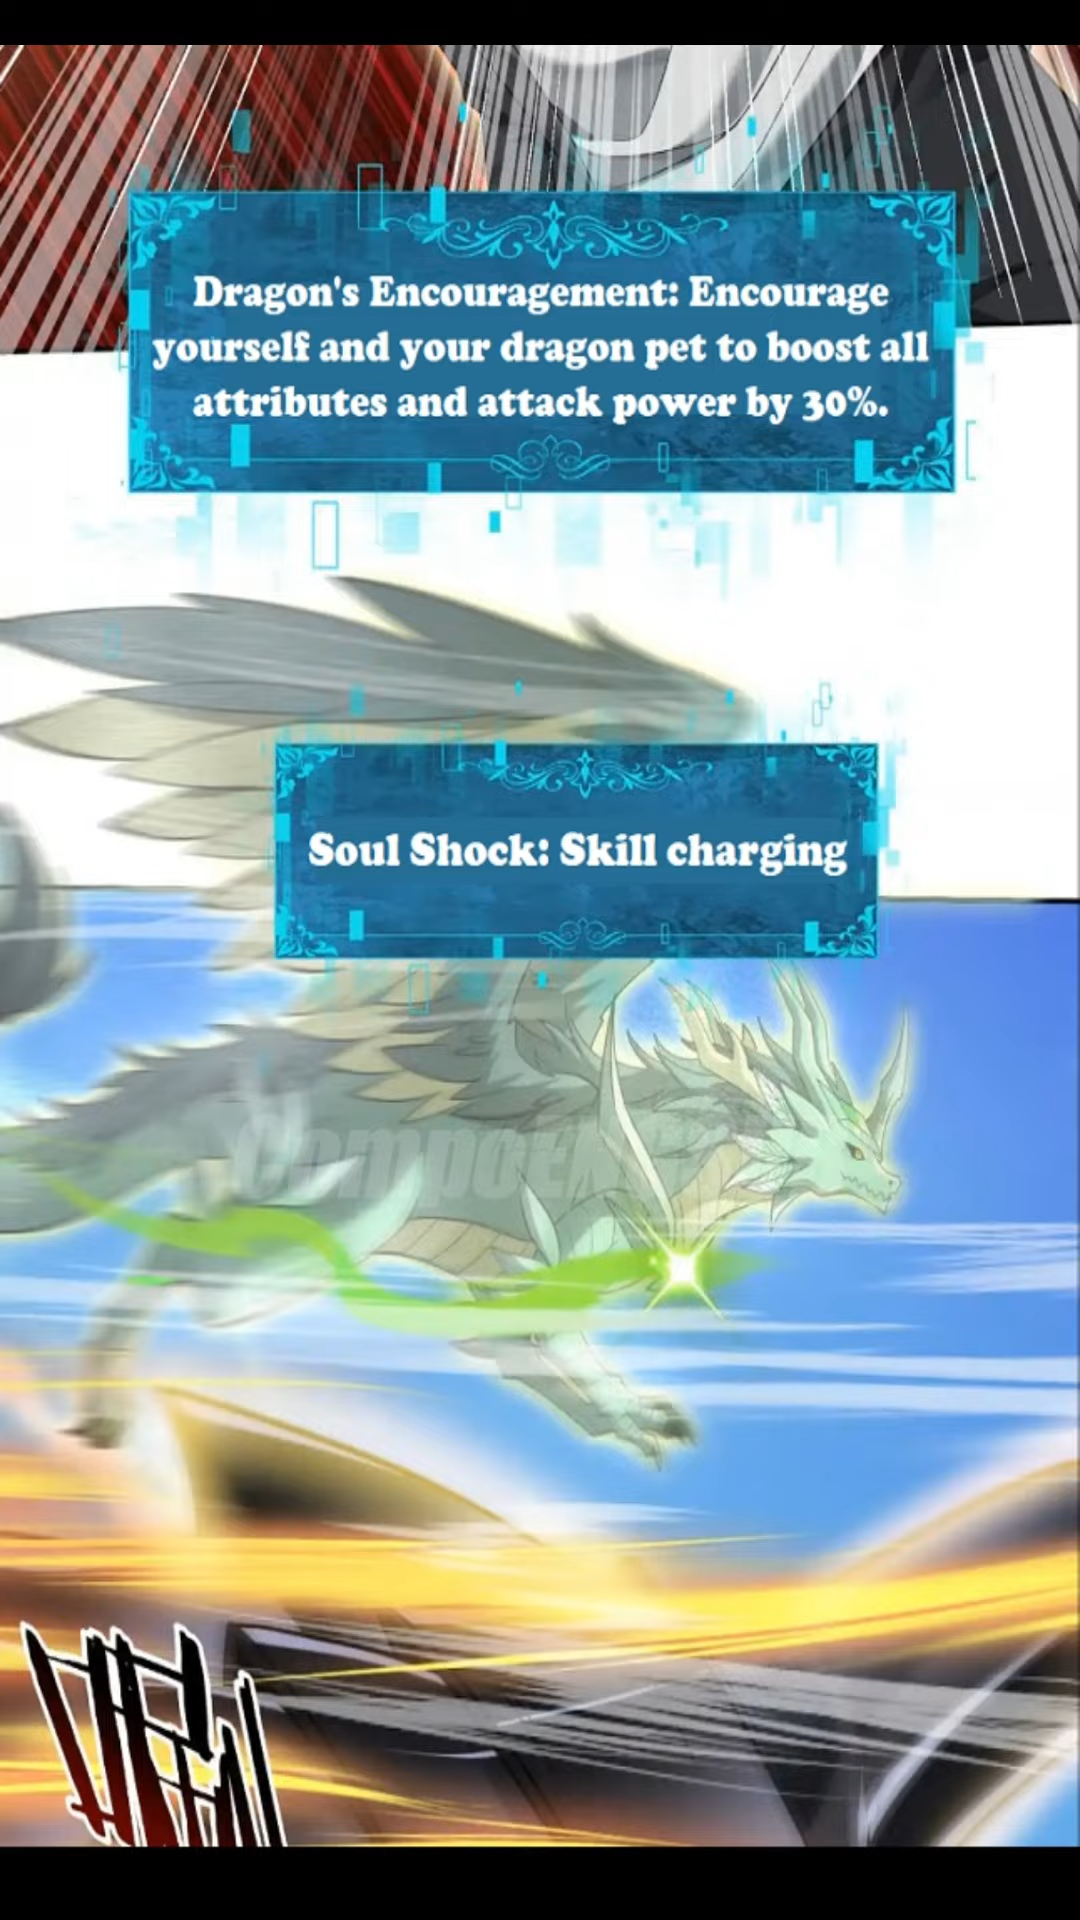 Dragon's Encouragement: Encourage
yourself and your dragon pet to boost all
attributes and attack power by 30%.
Soul Shock: Skill charging